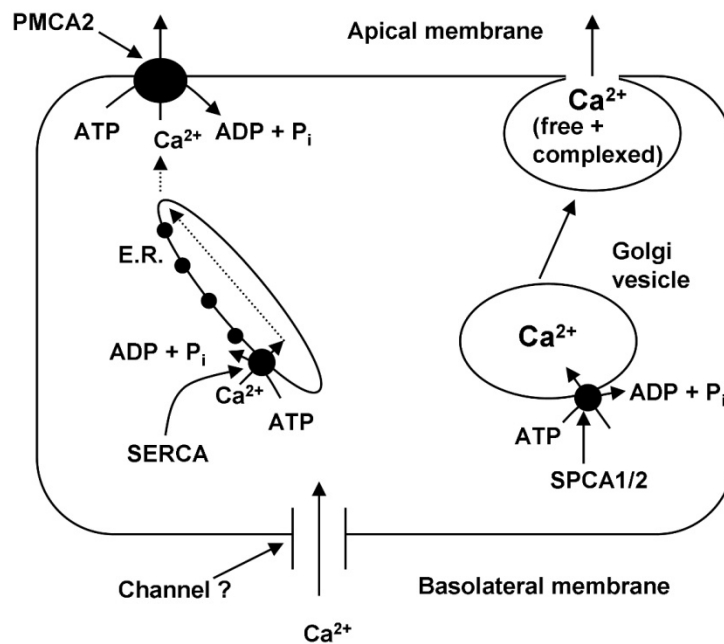 PMCA2
Apical membrane
ATP
Ca²⁺
ADP + Pᵢ
Ca²⁺
(free +
complexed)
E.R.
Golgi
vesicle
Ca²⁺
ADP + Pᵢ
Ca²⁺
ATP
SERCA
ADP + Pᵢ
ATP
SPCA1/2
Channel ?
Basolateral membrane
Ca²⁺